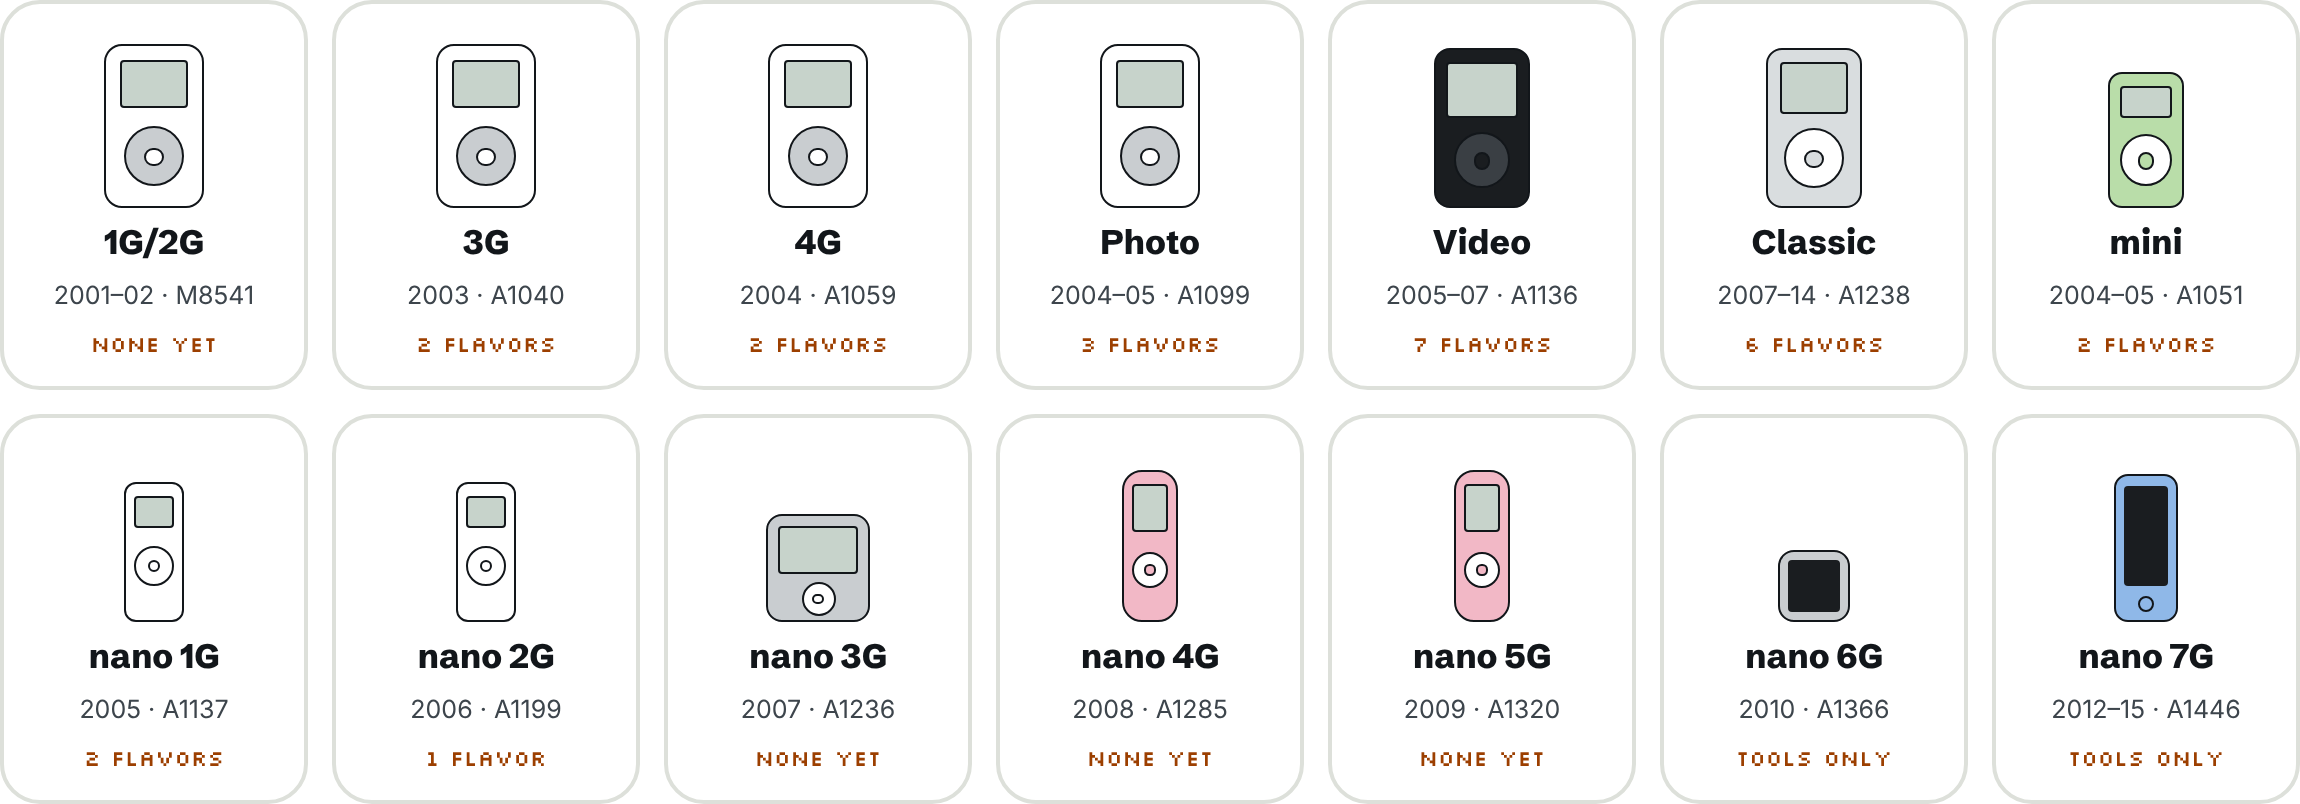 1G/2G
2001–02 · M8541
NONE YET
3G
2003 · A1040
2 FLAVORS
4G
2004 · A1059
2 FLAVORS
Photo
2004–05 · A1099
3 FLAVORS
Video
2005–07 · A1136
7 FLAVORS
Classic
2007–14 · A1238
6 FLAVORS
mini
2004–05 · A1051
2 FLAVORS
nano 1G
2005 · A1137
2 FLAVORS
nano 2G
2006 · A1199
1 FLAVOR
nano 3G
2007 · A1236
NONE YET
nano 4G
2008 · A1285
NONE YET
nano 5G
2009 · A1320
NONE YET
nano 6G
2010 · A1366
TOOLS ONLY
nano 7G
2012–15 · A1446
TOOLS ONLY